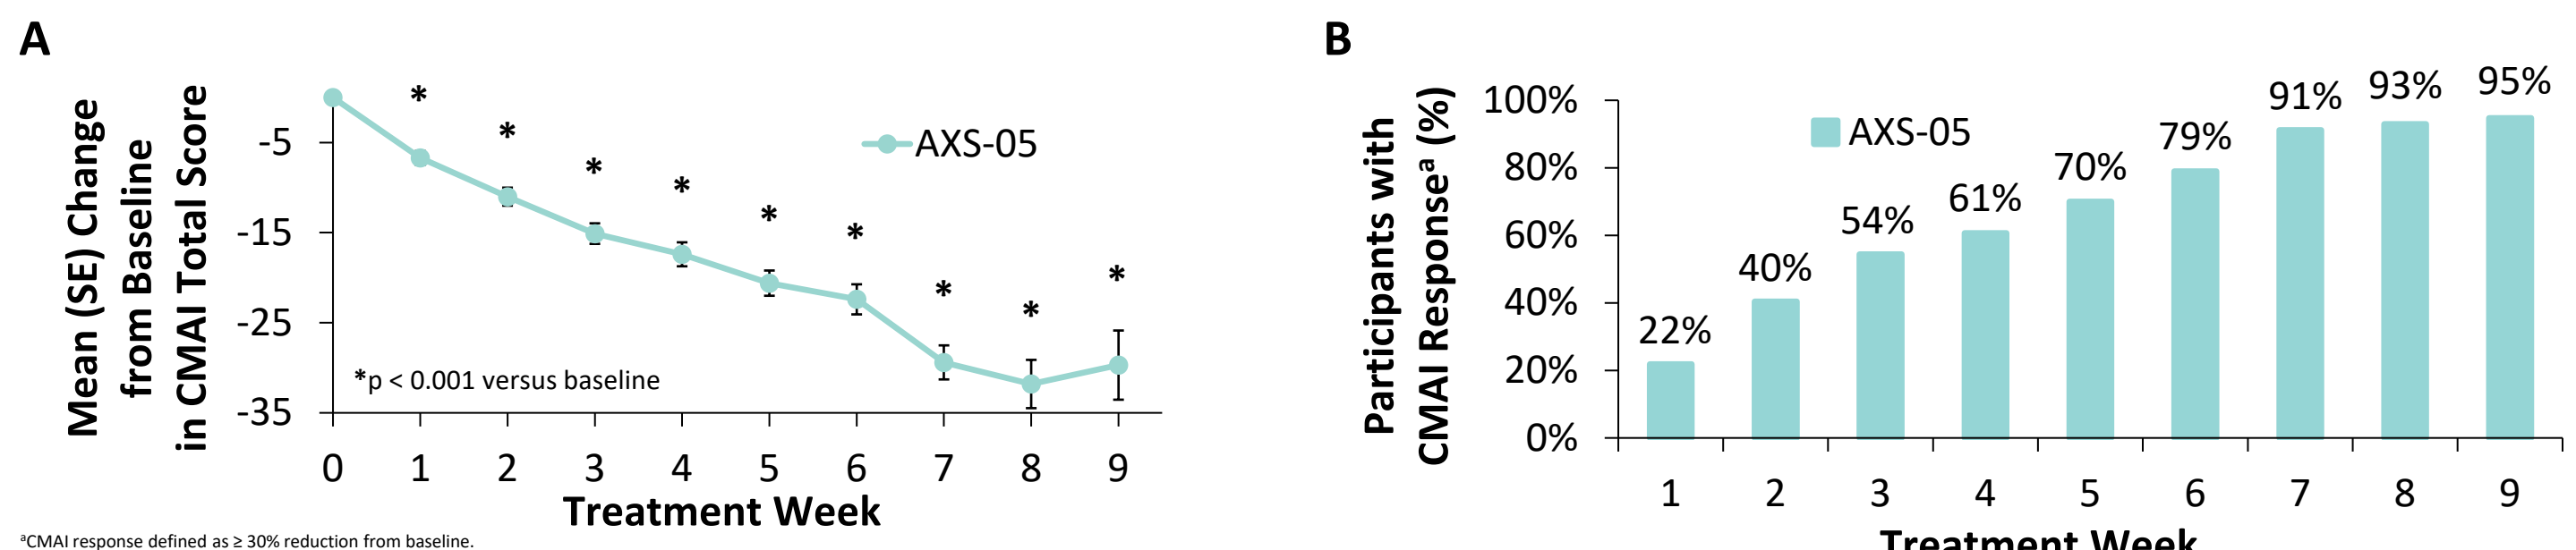 A
Mean (SE) Change
from Baseline
in CMAI Total Score
-5
-15
-25
-35
*
*
*
*
*
*
*
*
*
AXS-05
*p < 0.001 versus baseline
0 1 2 3 4 5 6 7 8 9
Treatment Week
aCMAI response defined as ≥ 30% reduction from baseline.
B
Participants with
CMAI Responsea (%)
100%
80%
60%
40%
20%
0%
AXS-05
22%
40%
54%
61%
70%
79%
91%
93%
95%
1 2 3 4 5 6 7 8 9
Treatment Week